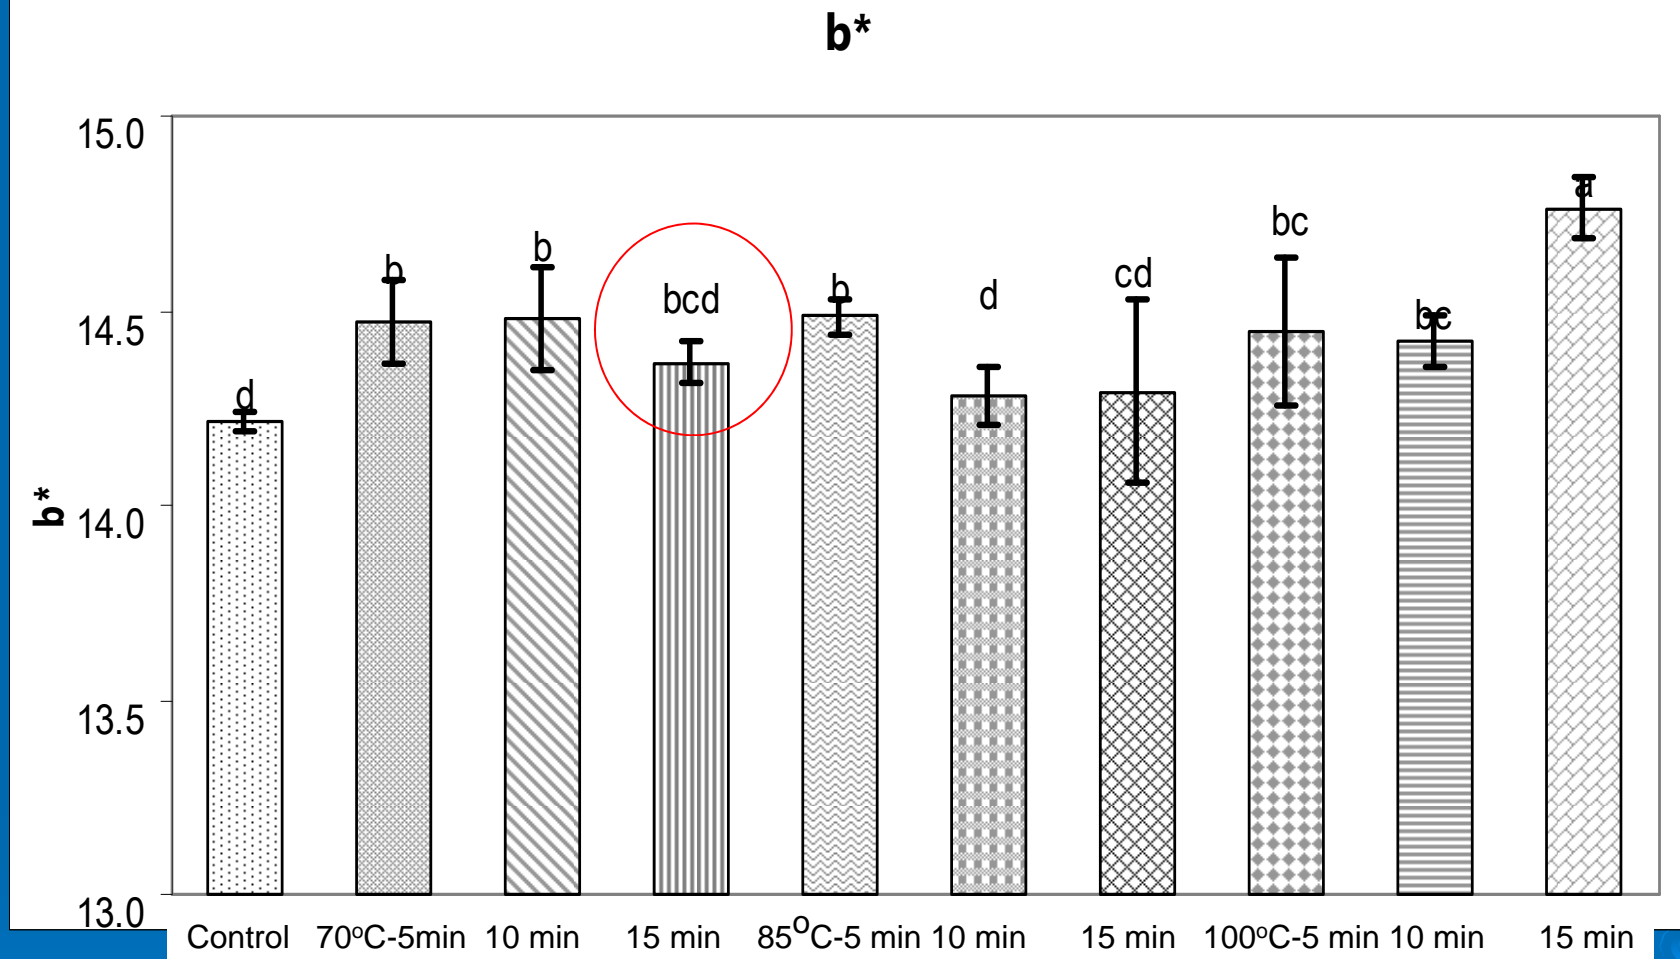 b*
15.0
14.5
14.0
13.5
13.0
b*
d
b
b
bcd
b
d
cd
bc
bc
a
Control 70ºC-5min 10 min 15 min 85OC-5 min 10 min 15 min 100ºC-5 min 10 min 15 min